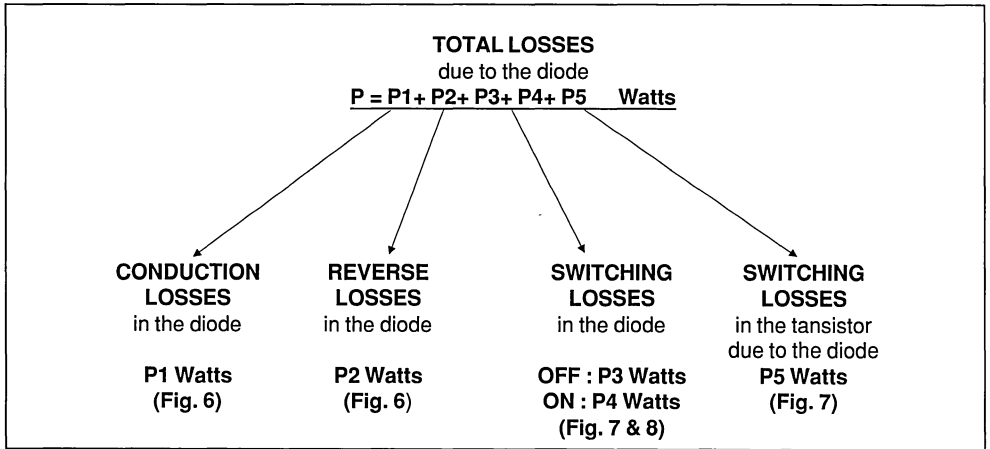 TOTAL LOSSES
due to the diode
P = P1+ P2+ P3+ P4+ P5 Watts
CONDUCTION
LOSSES
in the diode
P1 Watts
(Fig. 6)
REVERSE
LOSSES
in the diode
P2 Watts
(Fig. 6)
SWITCHING
LOSSES
in the diode
OFF : P3 Watts
ON : P4 Watts
(Fig. 7 & 8)
SWITCHING
LOSSES
in the tansistor
due to the diode
P5 Watts
(Fig. 7)